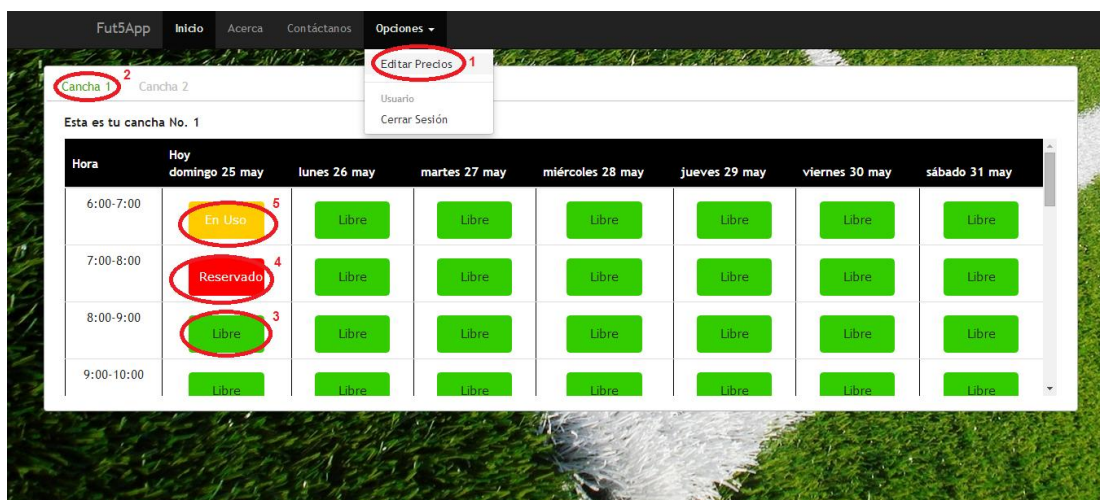 Fut5App Inicio Acerca Contáctanos Opciones
Editar Precios 1
Usuario
Cerrar Sesión
Cancha 1 2 Cancha 2
Esta es tu cancha No. 1
Hora Hoy domingo 25 may lunes 26 may martes 27 may miércoles 28 may jueves 29 may viernes 30 may sábado 31 may
6:00-7:00 En Uso 5 Libre Libre Libre Libre Libre Libre
7:00-8:00 Reservado 4 Libre Libre Libre Libre Libre Libre
8:00-9:00 Libre 3 Libre Libre Libre Libre Libre Libre
9:00-10:00 Libre Libre Libre Libre Libre Libre Libre